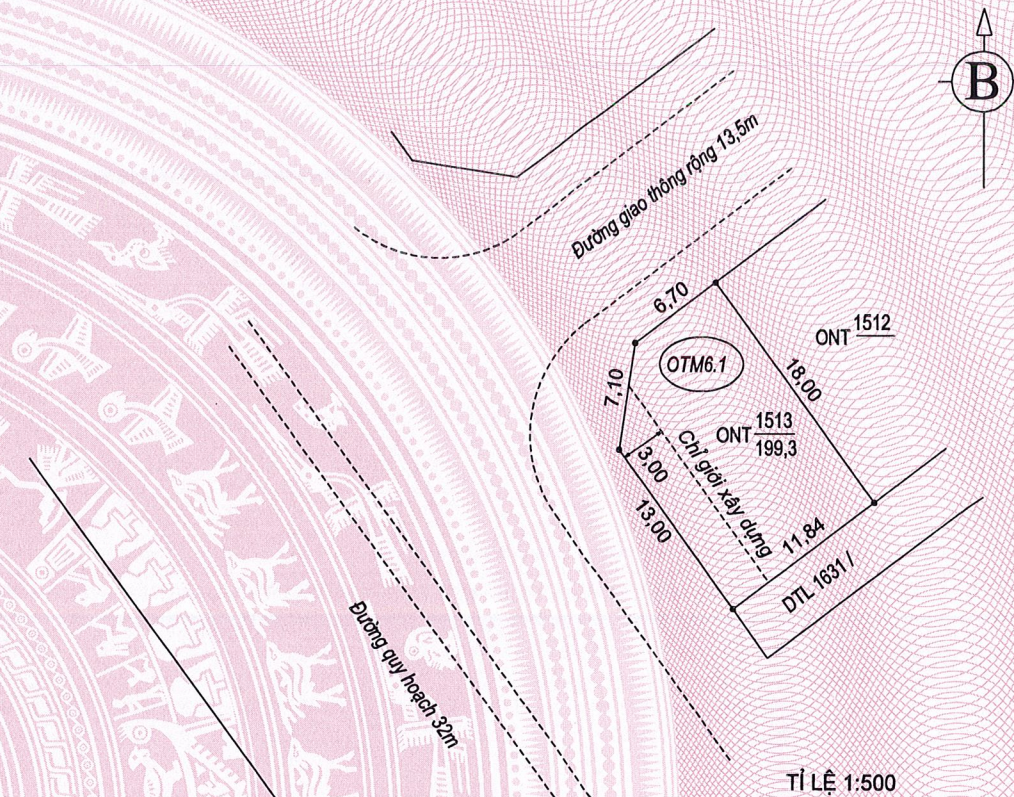 B
Đường giao thông rộng 13,5m
6,70
ONT 1512
OTM6.1
7,10
18,00
ONT 1513
199,3
3,00
Chỉ giới xây dựng
13,00
11,84
DTL 1631 /
Đường quy hoạch 32m
TỈ LỆ 1:500